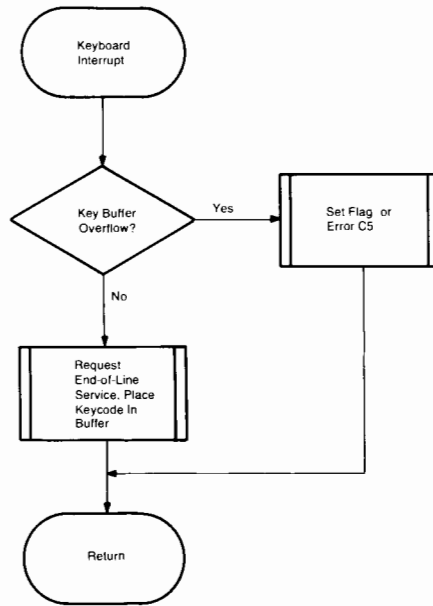 Keyboard
Interrupt
Key Buffer
Overflow?
Yes
Set Flag or
Error C5
No
Request
End-of-Line
Service, Place
Keycode In
Buffer
Return